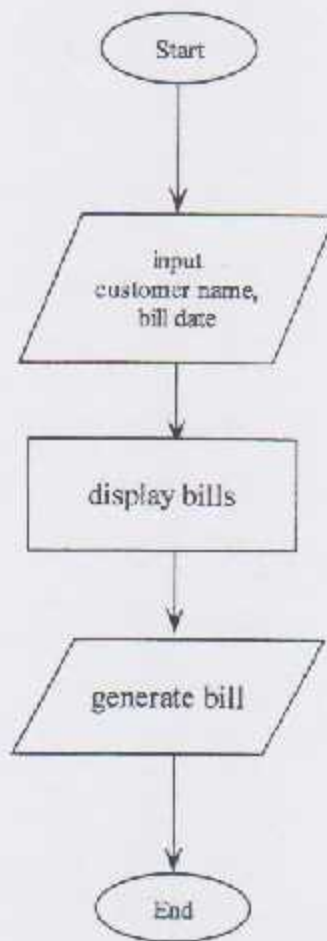 Start
input
customer name,
bill date
display bills
generate bill
End